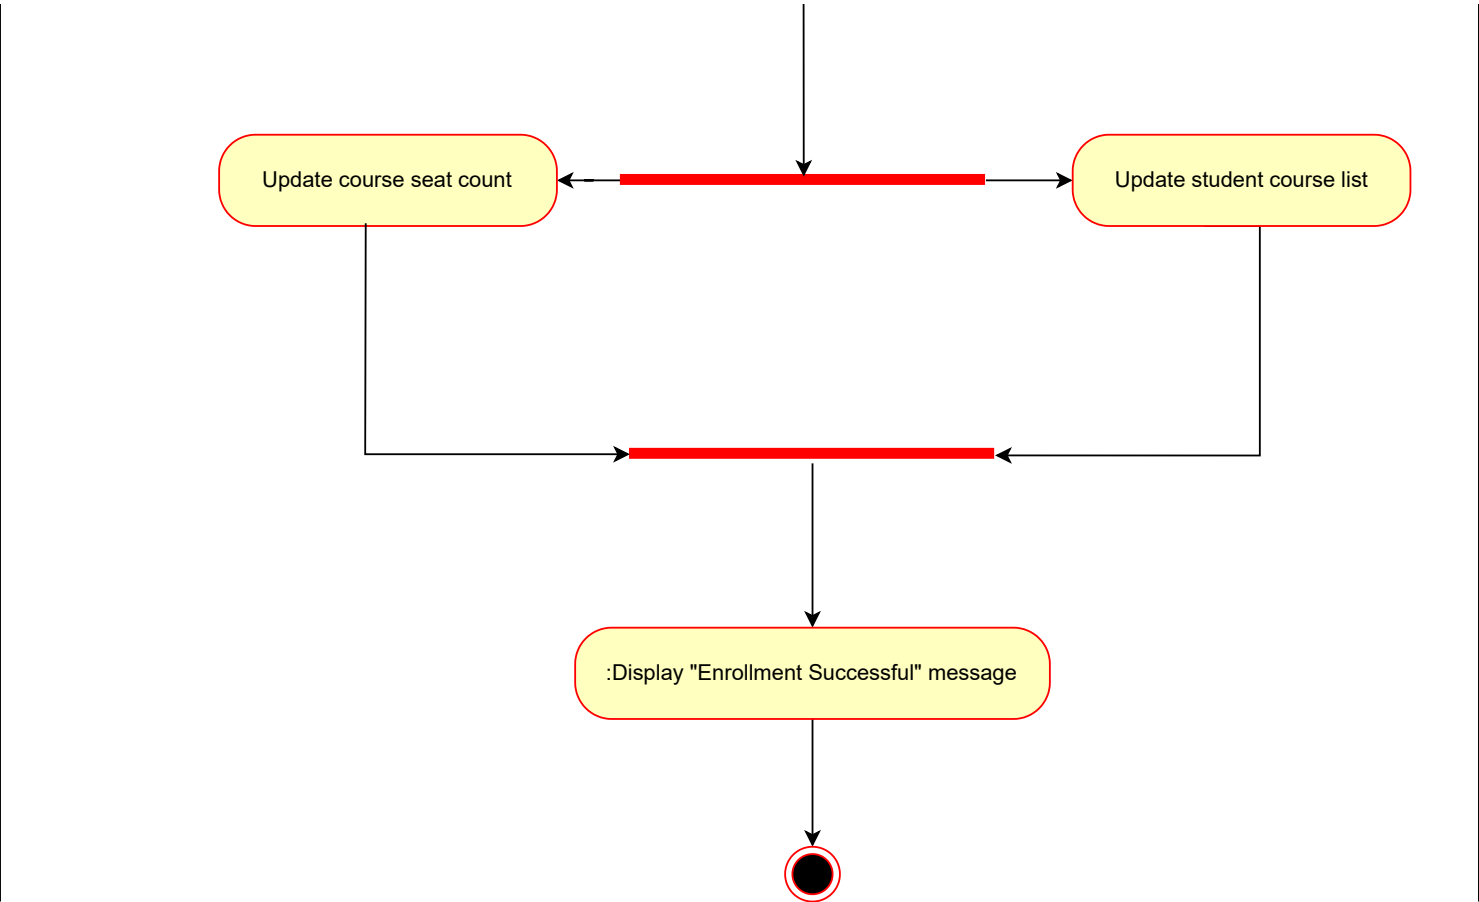 Update course seat count
Update student course list
:Display "Enrollment Successful" message